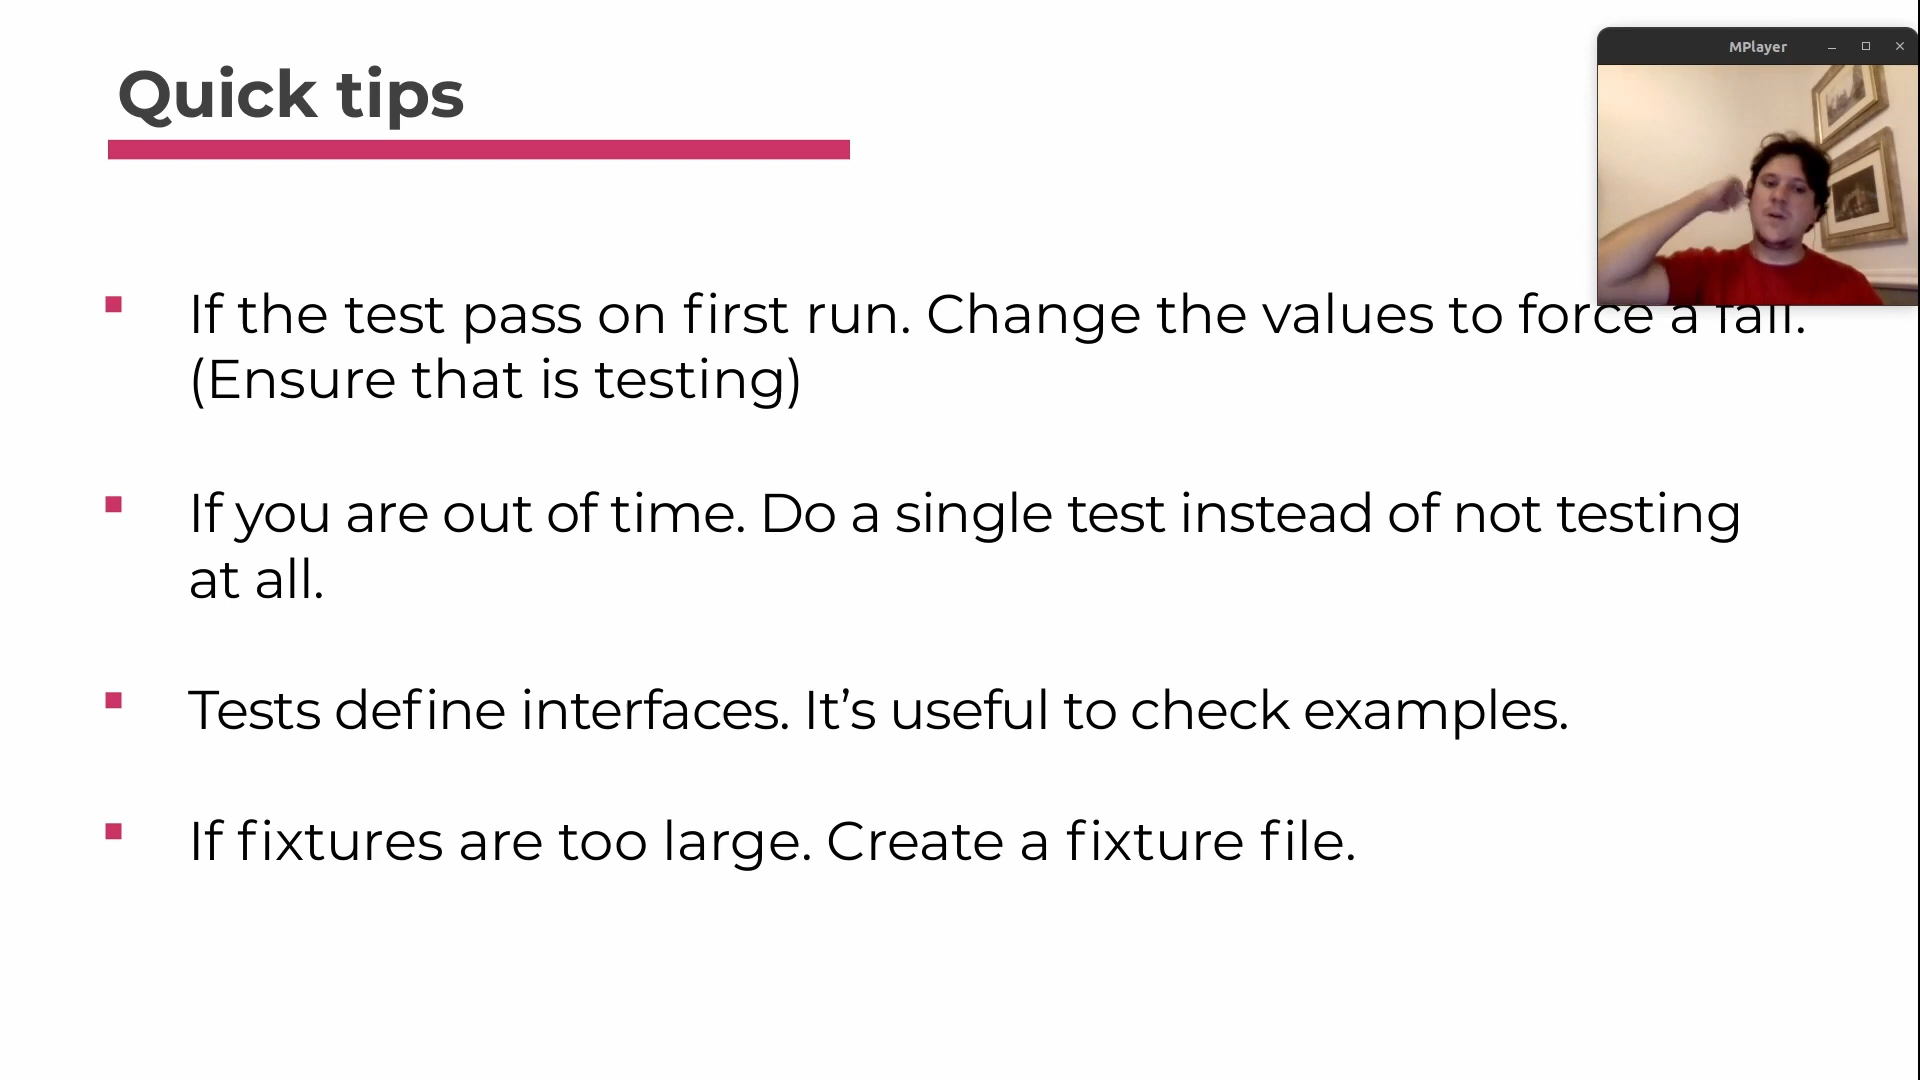 Quick tips
MPlayer
If the test pass on first run. Change the values to force a fail.
(Ensure that is testing)
If you are out of time. Do a single test instead of not testing
at all.
Tests define interfaces. It’s useful to check examples.
If fixtures are too large. Create a fixture file.